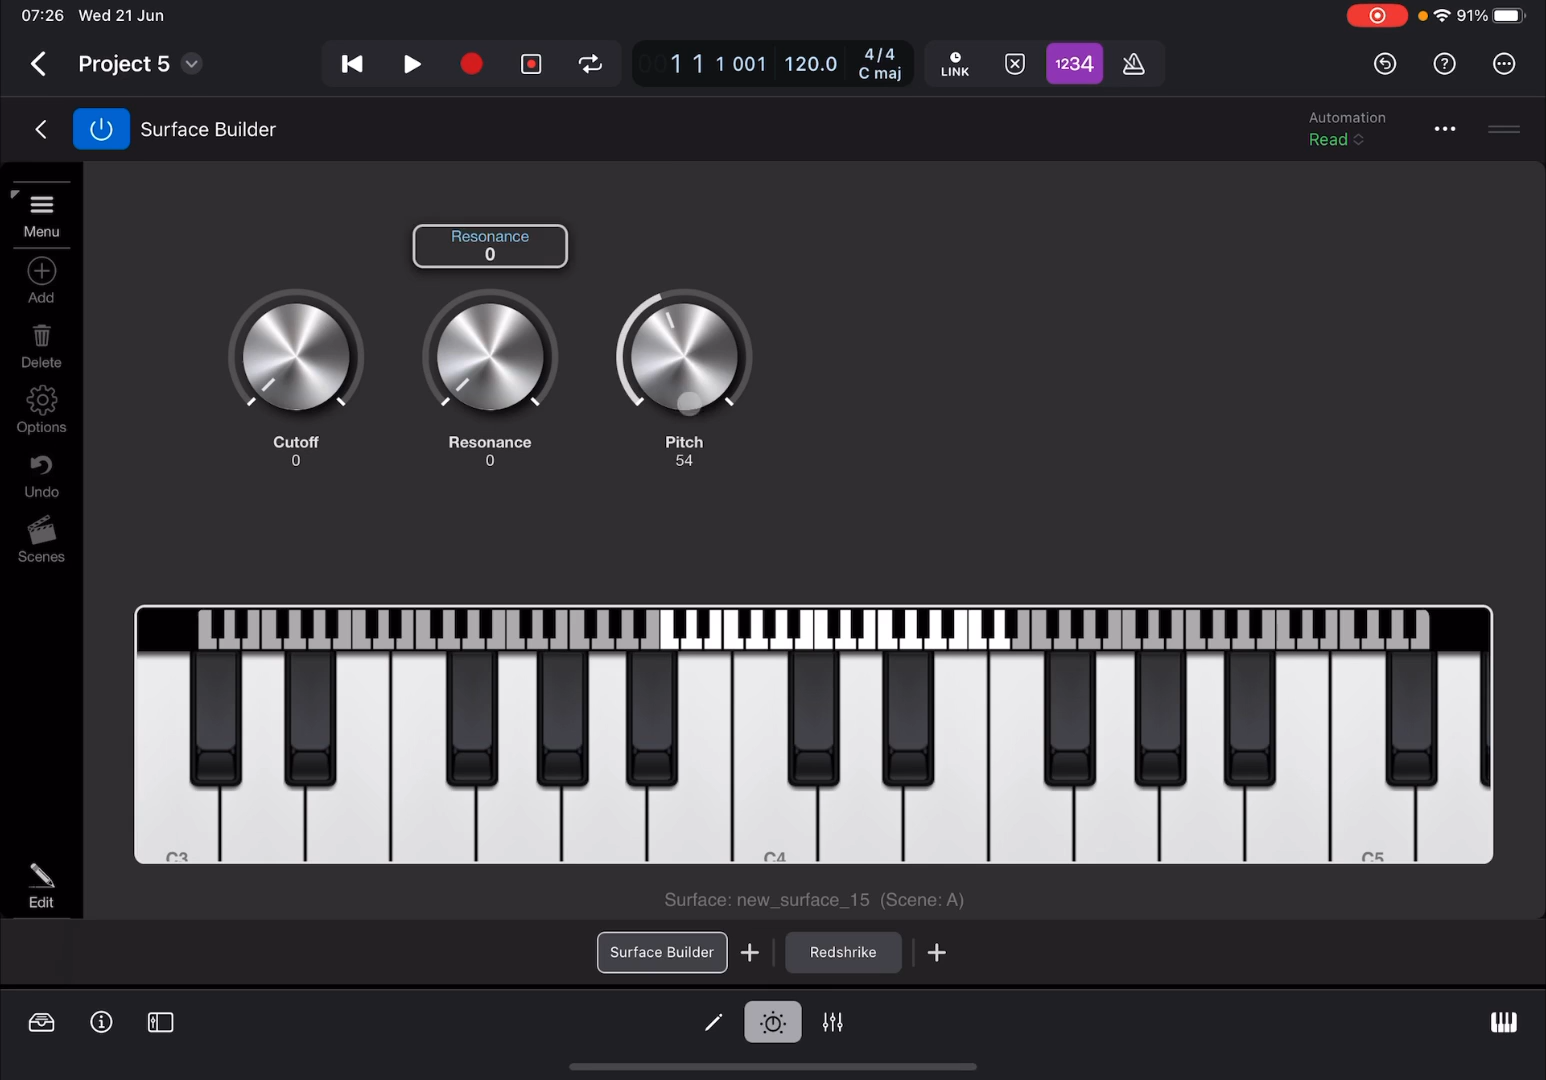 07:26 Wed 21 Jun
91%
Project 5
1 1 1 001
120.0
4/4
C maj
LINK
1234
Surface Builder
Automation
Read
Menu
Add
Delete
Options
Undo
Scenes
Edit
Resonance
0
Cutoff
0
Resonance
0
Pitch
54
C3
C4
C5
Surface: new_surface_15 (Scene: A)
Surface Builder
Redshrike